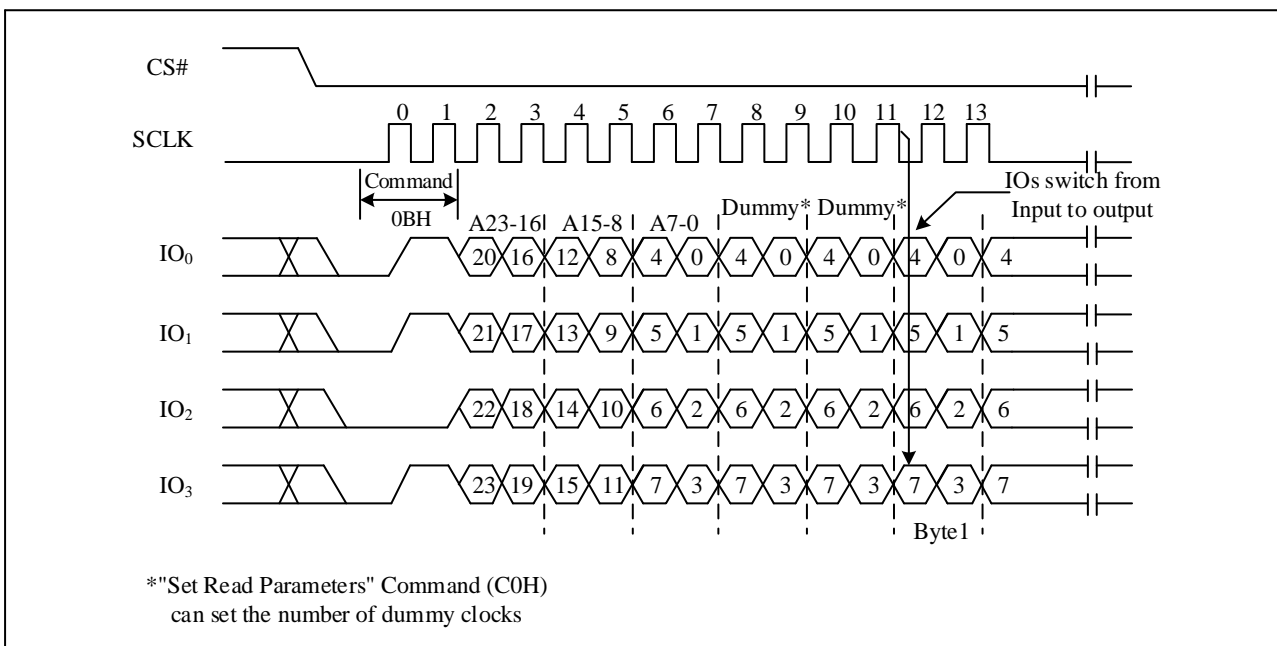 CS#
SCLK
0 1 2 3 4 5 6 7 8 9 10 11 12 13
Command
0BH
IOs switch from
Input to output
A23-16 A15-8 A7-0 Dummy* Dummy*
IO0 20 16 12 8 4 0 4 0 4 0 4 0 4
IO1 21 17 13 9 5 1 5 1 5 1 5 1 5
IO2 22 18 14 10 6 2 6 2 6 2 6 2 6
IO3 23 19 15 11 7 3 7 3 7 3 7 3 7
Byte1
*"Set Read Parameters" Command (C0H)
can set the number of dummy clocks